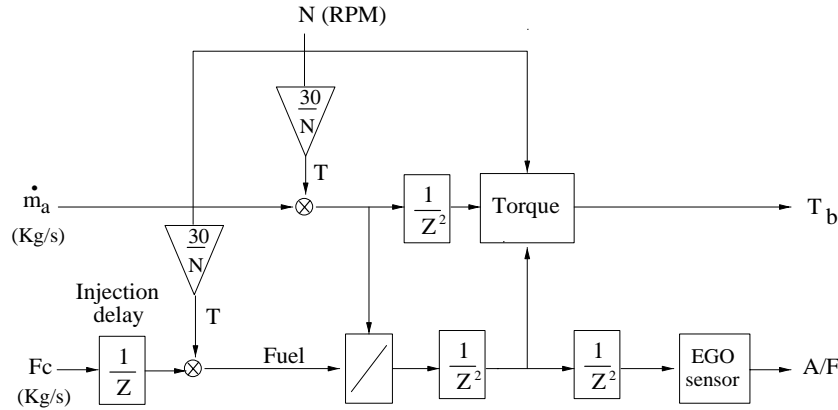 N (RPM)
30
N
T
ṁa
(Kg/s)
1
Z²
Torque
Tb
30
N
Injection
delay
T
Fc
(Kg/s)
1
Z
Fuel
1
Z²
1
Z²
EGO
sensor
A/F